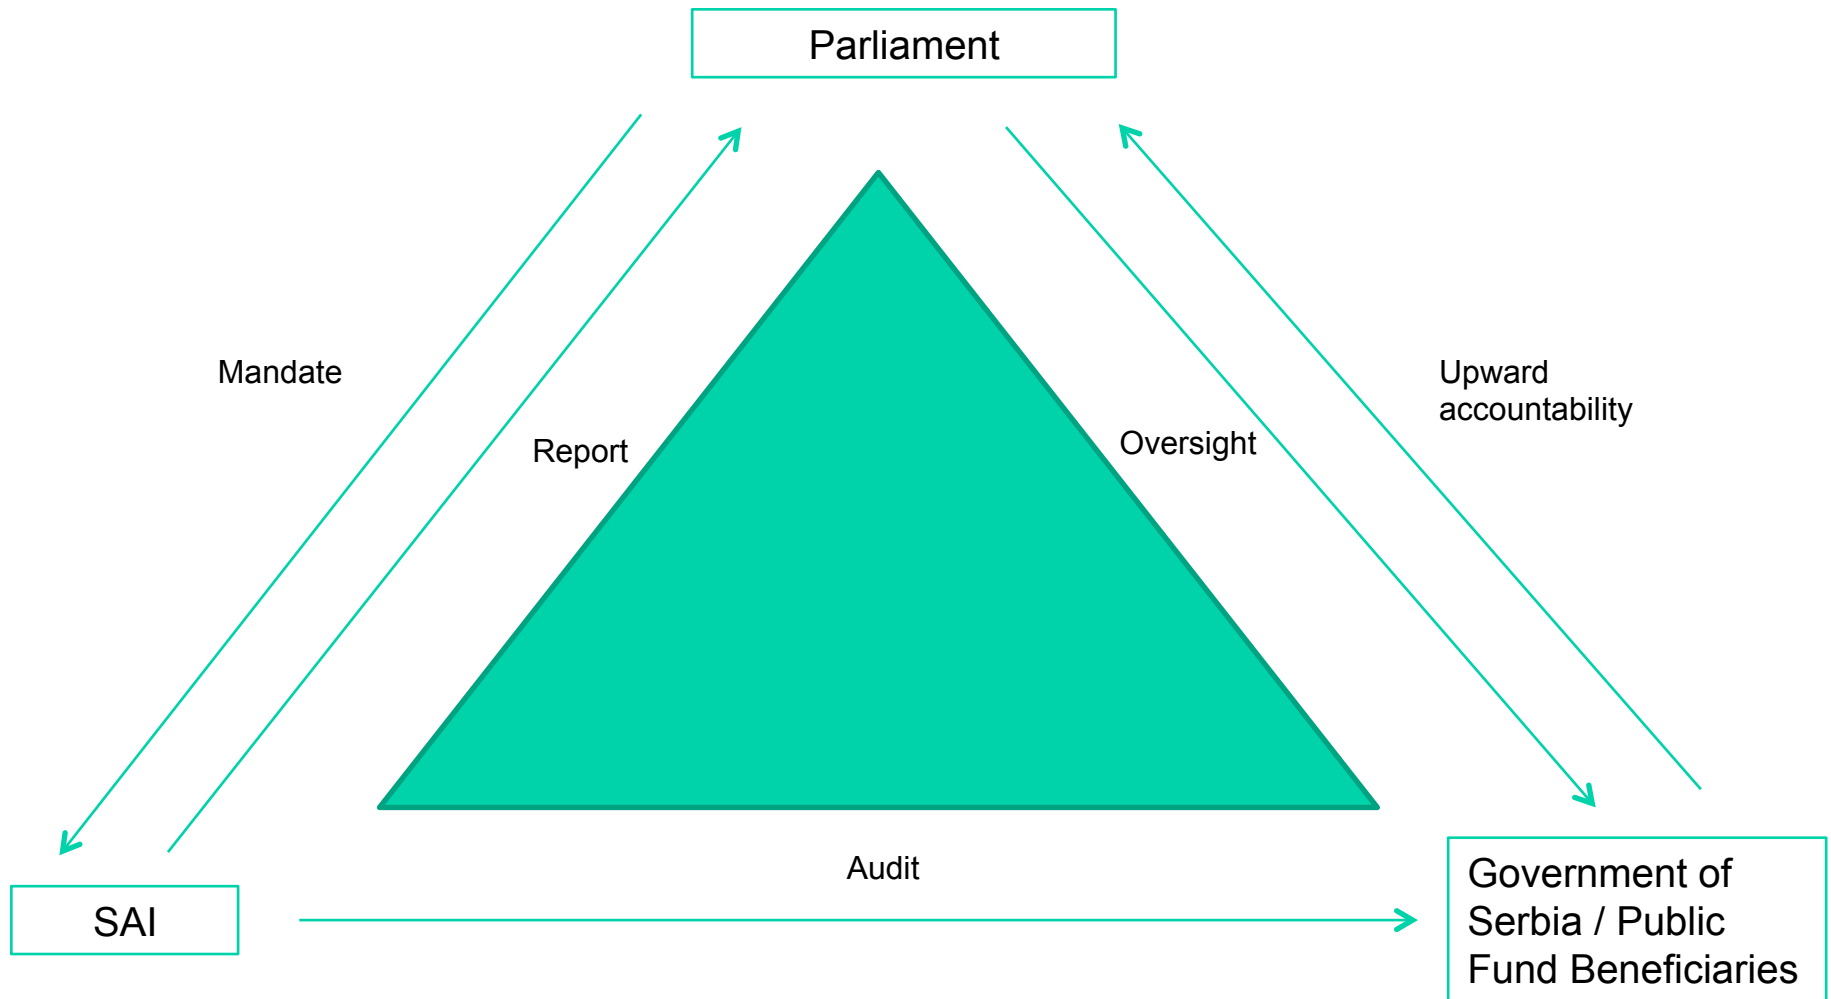 Parliament
Mandate
Upward
accountability
Report
Oversight
Audit
SAI
Government of
Serbia / Public
Fund Beneficiaries